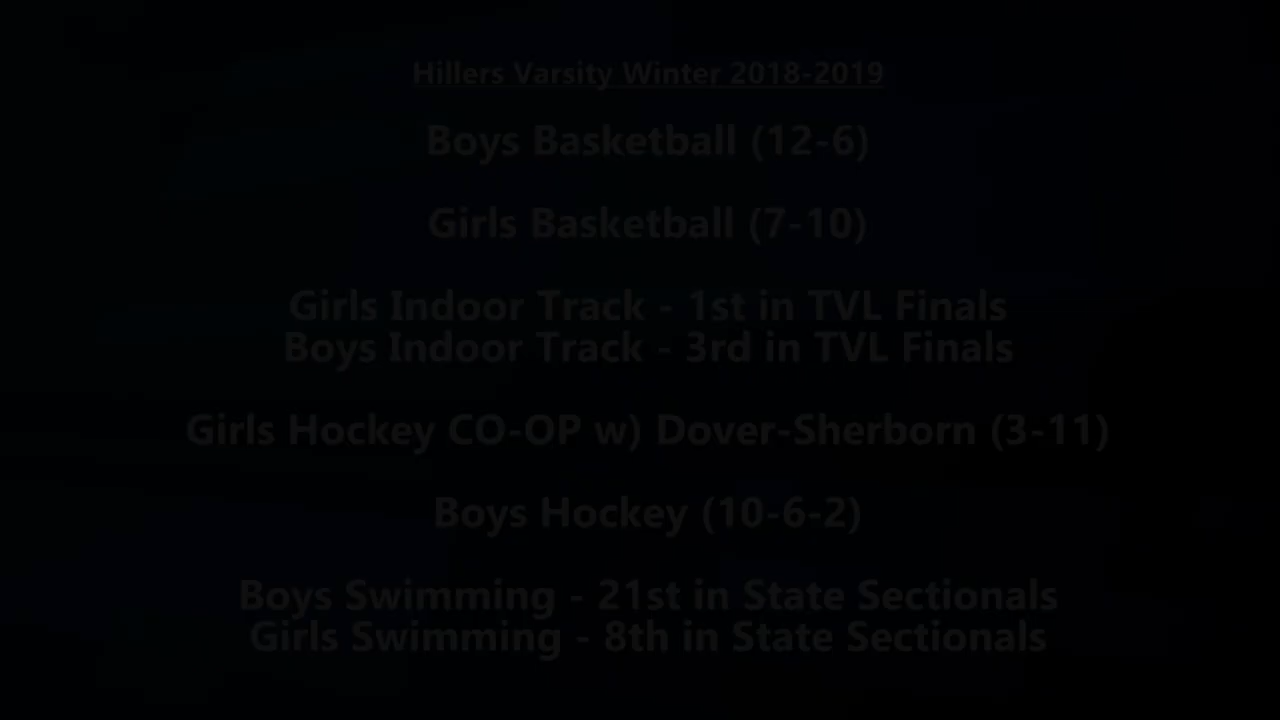 Hillers Varsity Winter 2018-2019
Boys Basketball (12-6)
Girls Basketball (7-10)
Girls Indoor Track - 1st in TVL Finals
Boys Indoor Track - 3rd in TVL Finals
Girls Hockey CO-OP w) Dover-Sherborn (3-11)
Boys Hockey (10-6-2)
Boys Swimming - 21st in State Sectionals
Girls Swimming - 8th in State Sectionals